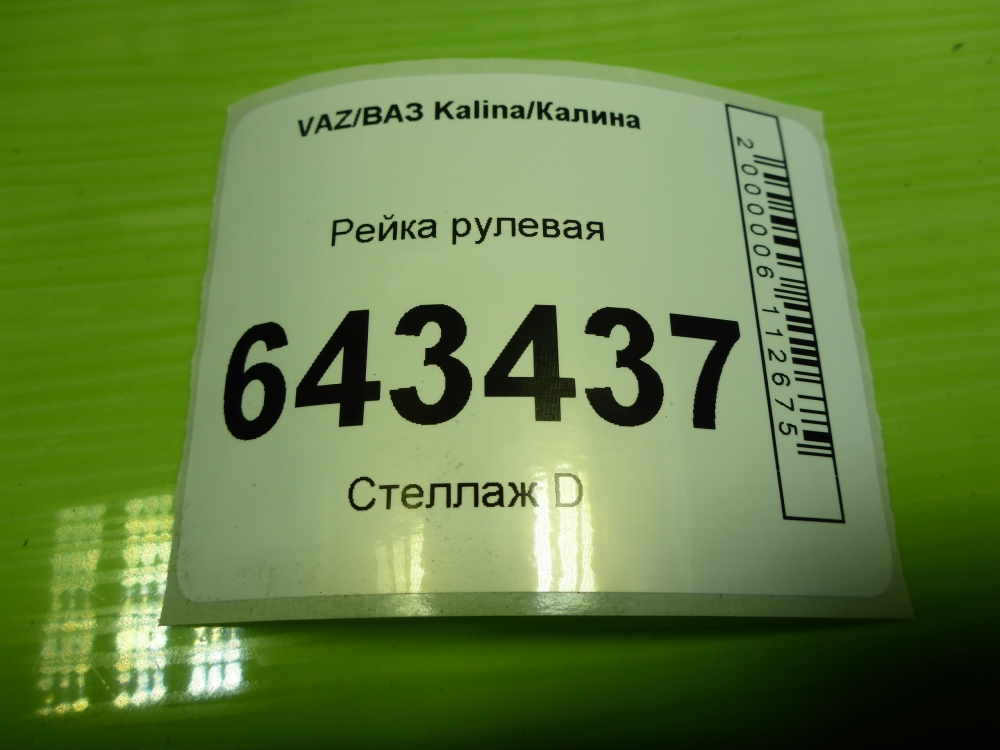 VAZ/ВАЗ Kalina/Калина
Рейка рулевая
643437
Стеллаж D
2000006112675